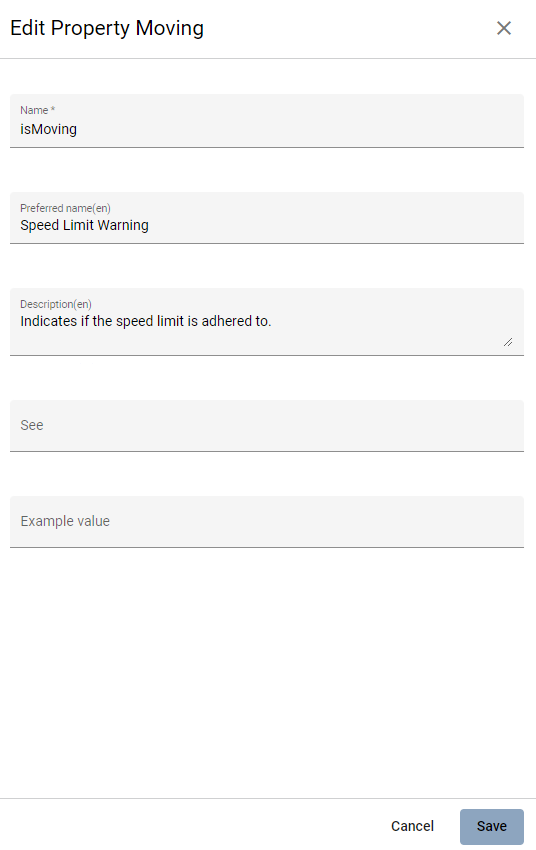 Edit Property Moving
Name *
isMoving
Preferred name(en)
Speed Limit Warning
Description(en)
Indicates if the speed limit is adhered to.
See
Example value
Cancel
Save